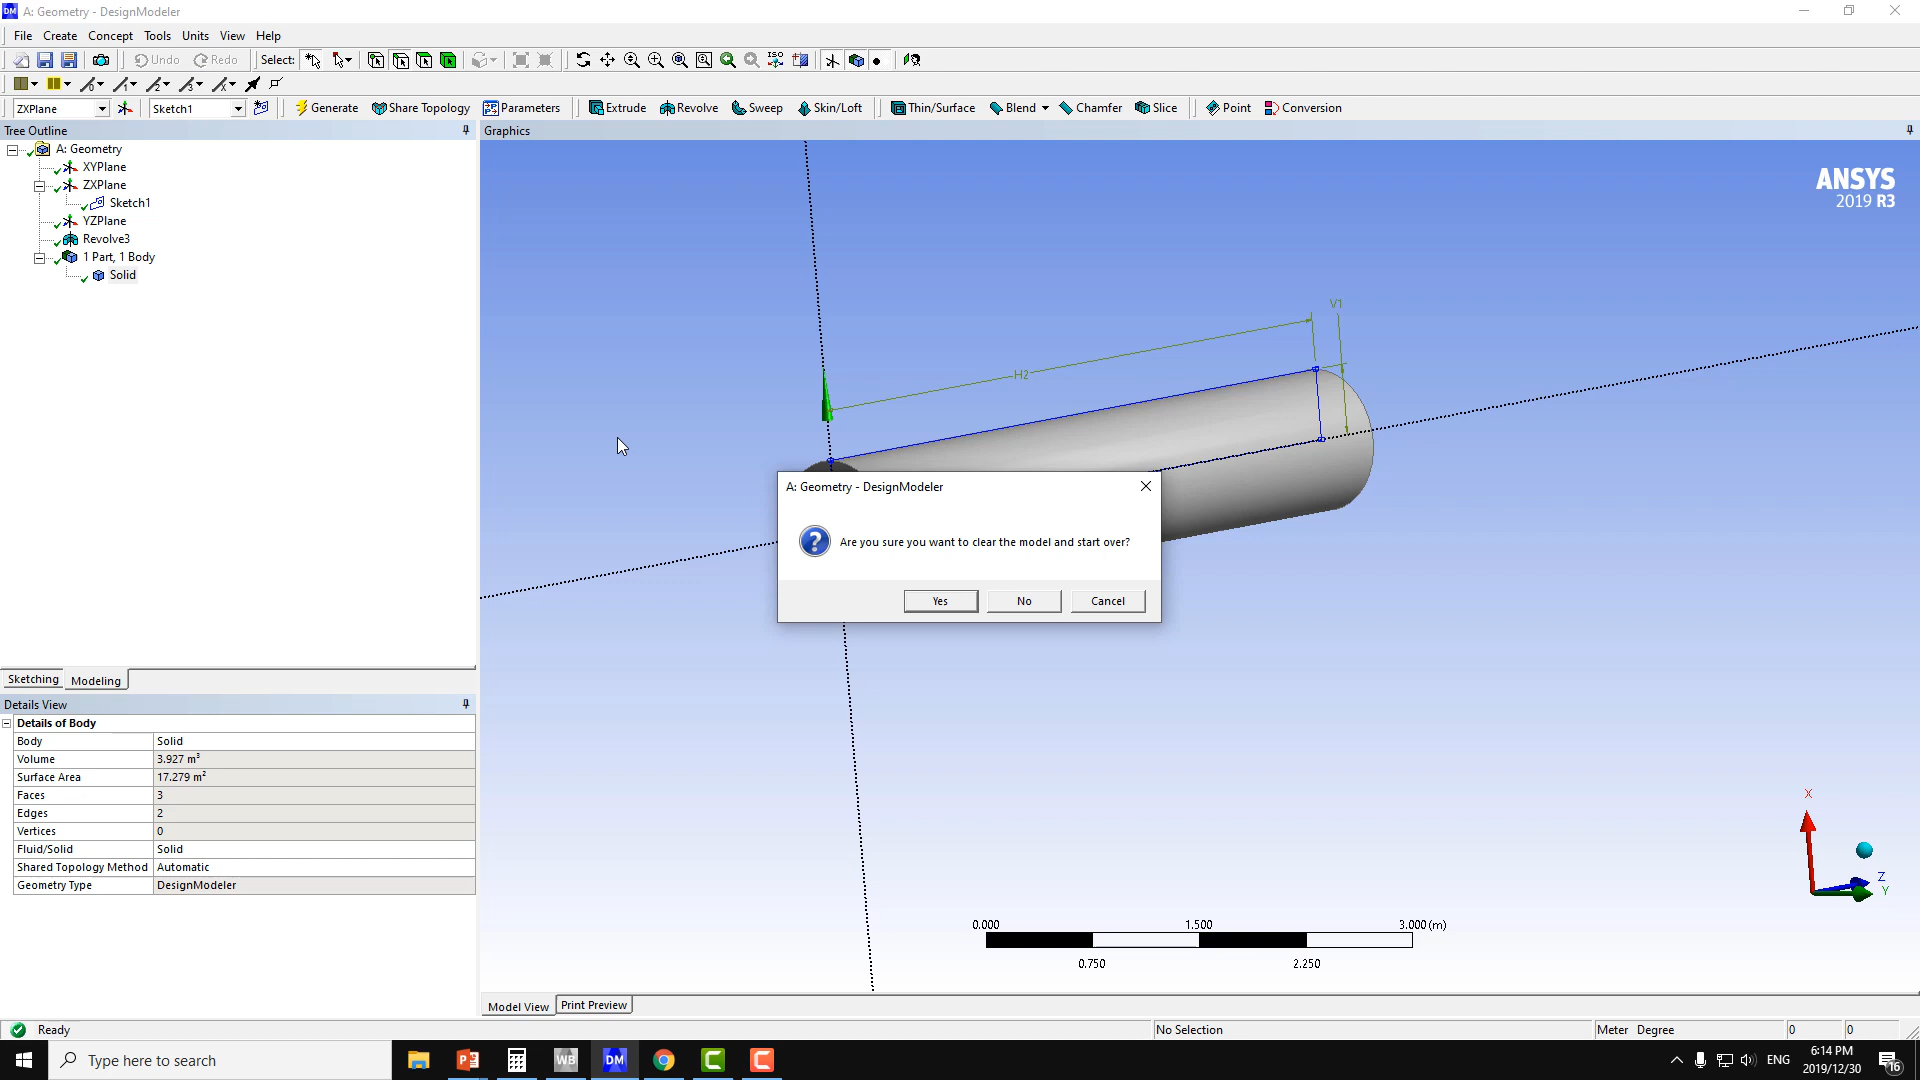 DM A: Geometry - DesignModeler
File Create Concept Tools Units View Help
Undo Redo Select: ISO
0 1 2 3 x
ZXPlane Sketch1 Generate Share Topology Parameters Extrude Revolve Sweep Skin/Loft Thin/Surface Blend Chamfer Slice Point Conversion
Tree Outline
A: Geometry
XYPlane
ZXPlane
Sketch1
YZPlane
Revolve3
1 Part, 1 Body
Solid
Sketching Modeling
Details View
Details of Body
Body Solid
Volume 3.927 m³
Surface Area 17.279 m²
Faces 3
Edges 2
Vertices 0
Fluid/Solid Solid
Shared Topology Method Automatic
Geometry Type DesignModeler
Graphics
ANSYS
2019 R3
V1
H2
A: Geometry - DesignModeler
Are you sure you want to clear the model and start over?
Yes No Cancel
X
Z
Y
0.000 1.500 3.000 (m)
0.750 2.250
Model View Print Preview
Ready No Selection Meter Degree 0 0
Type here to search WB DM ENG 6:14 PM
2019/12/30 16